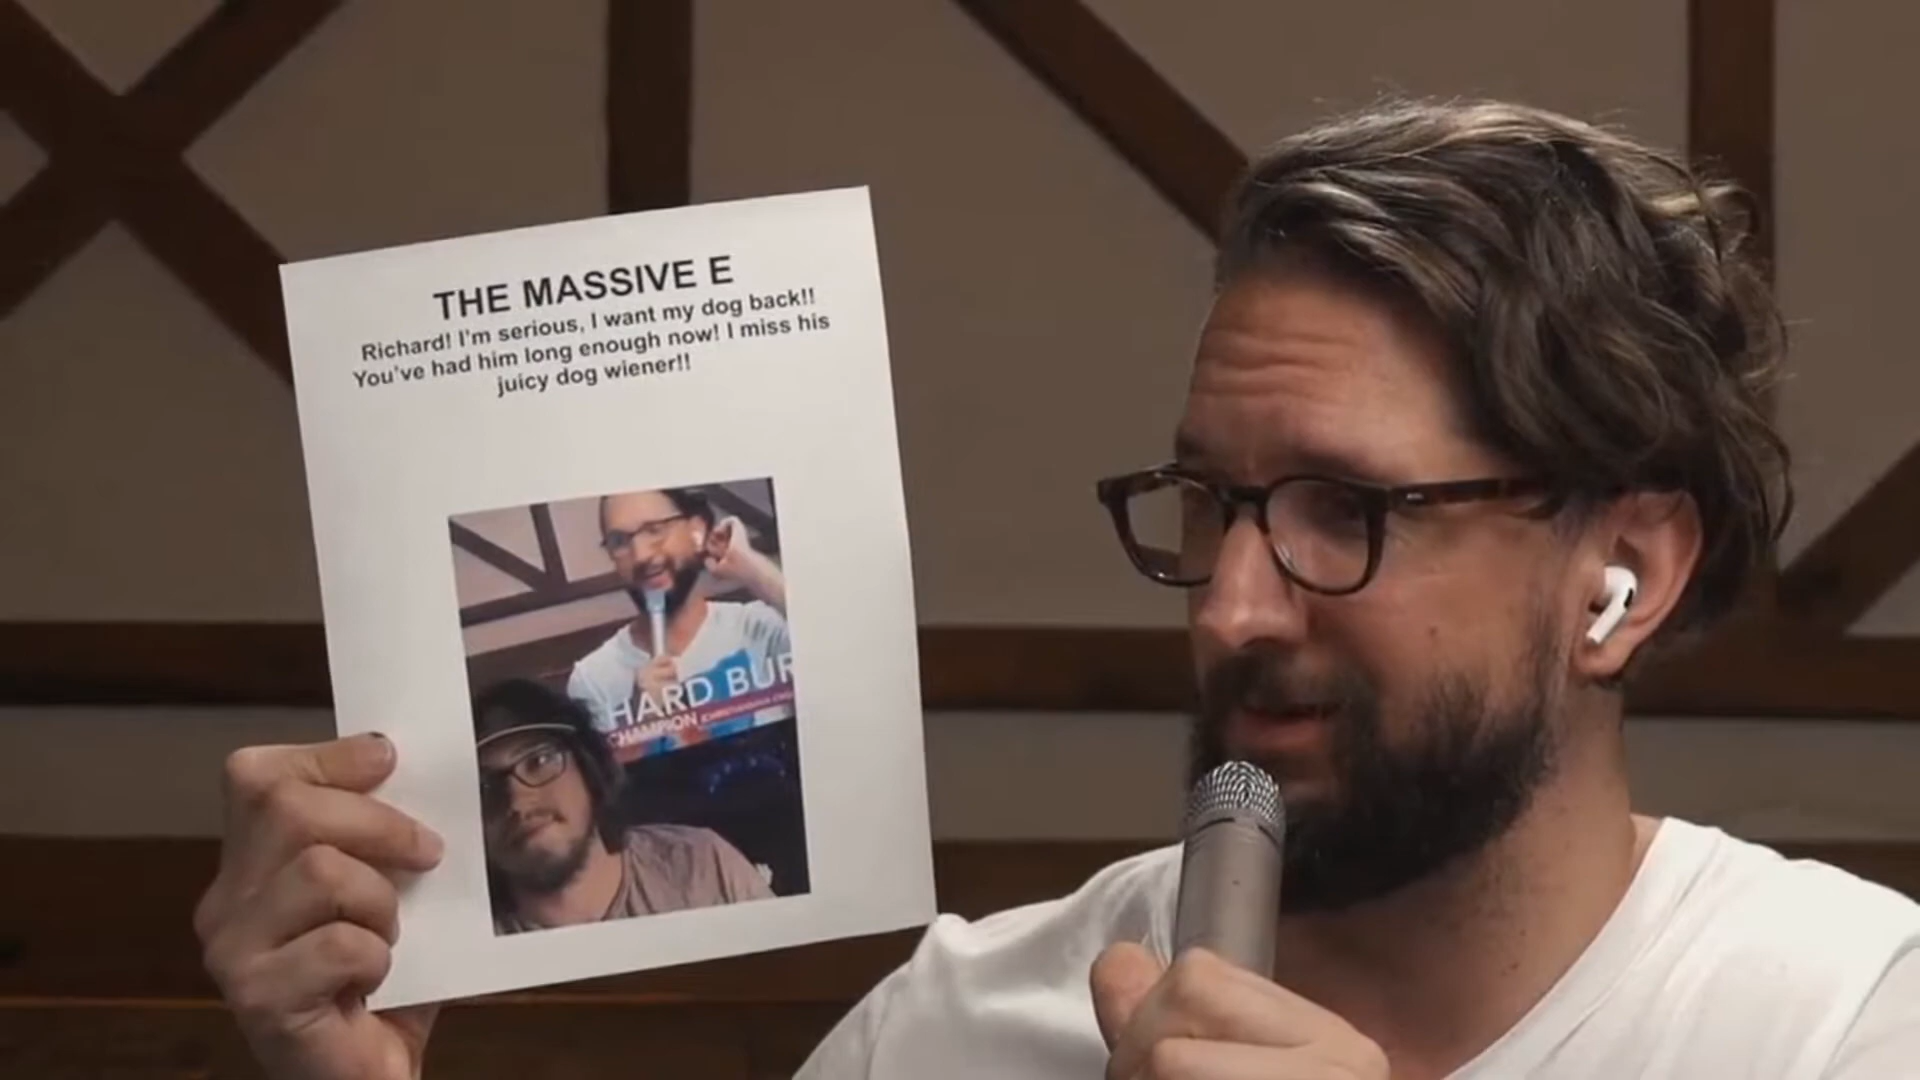 THE MASSIVE E
Richard! I'm serious, I want my dog back!!
You've had him long enough now! I miss his
juicy dog wiener!!
HARD BUR
CHAMPION